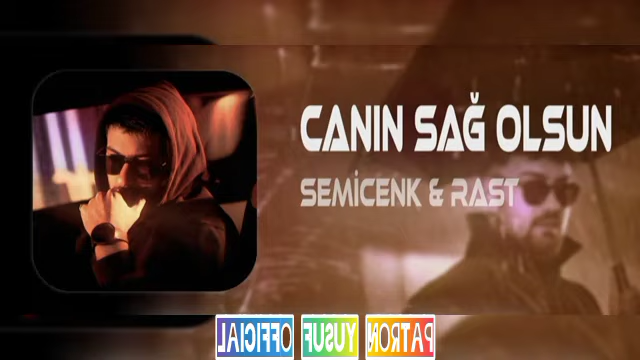 CANIN SAĞ OLSUN
SEMİCENK & RAST
OFFICIAL YUSUF PATRON